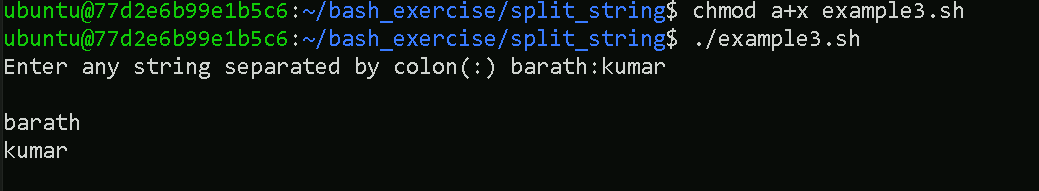 ubuntu@77d2e6b99e1b5c6:~/bash_exercise/split_string$ chmod a+x example3.sh
ubuntu@77d2e6b99e1b5c6:~/bash_exercise/split_string$ ./example3.sh
Enter any string separated by colon(:) barath:kumar
barath
kumar